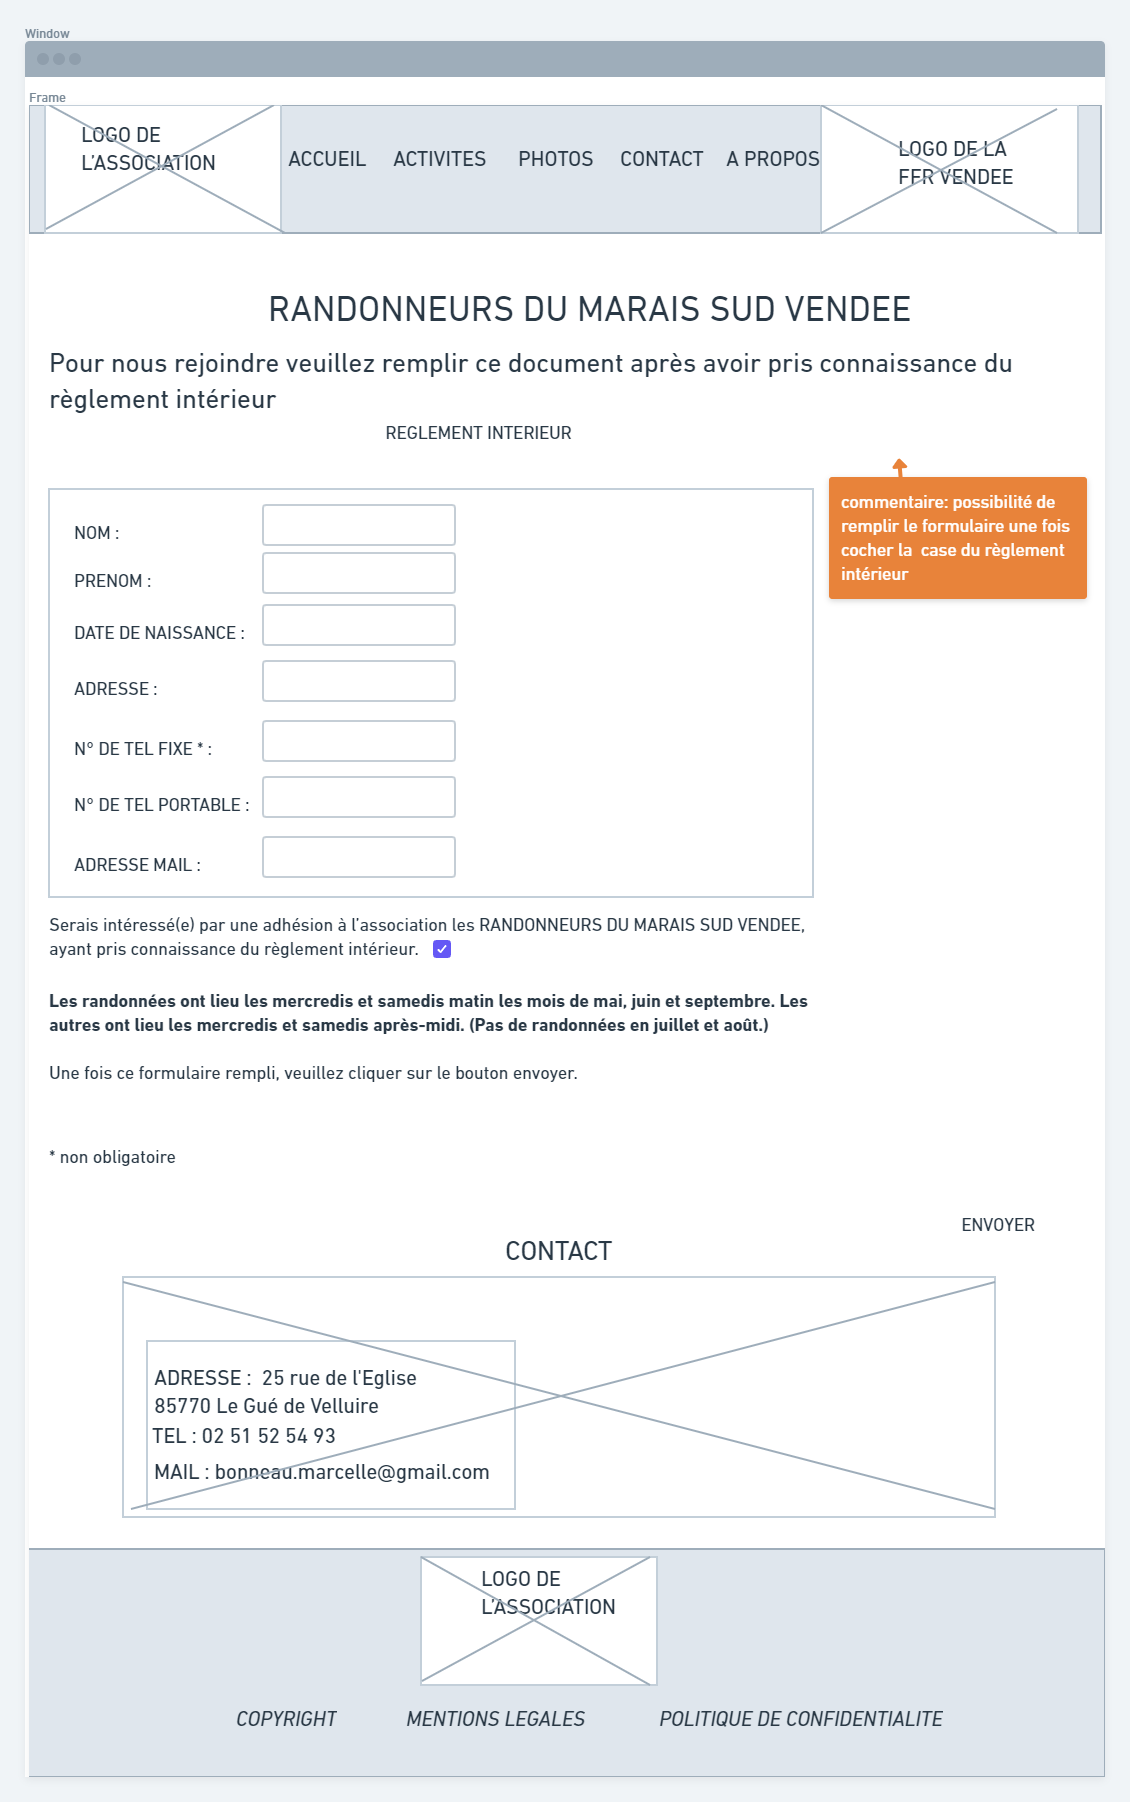 Window
Frame
LOGO DE
L'ASSOCIATION
ACCUEIL ACTIVITES PHOTOS CONTACT A PROPOS
LOGO DE LA
FFR VENDEE
RANDONNEURS DU MARAIS SUD VENDEE
Pour nous rejoindre veuillez remplir ce document après avoir pris connaissance du
règlement intérieur
REGLEMENT INTERIEUR
commentaire: possibilité de
remplir le formulaire une fois
cocher la case du règlement
intérieur
NOM :
PRENOM :
DATE DE NAISSANCE :
ADRESSE :
N° DE TEL FIXE * :
N° DE TEL PORTABLE :
ADRESSE MAIL :
Serais intéressé(e) par une adhésion à l'association les RANDONNEURS DU MARAIS SUD VENDEE,
ayant pris connaissance du règlement intérieur.
Les randonnées ont lieu les mercredis et samedis matin les mois de mai, juin et septembre. Les
autres ont lieu les mercredis et samedis après-midi. (Pas de randonnées en juillet et août.)
Une fois ce formulaire rempli, veuillez cliquer sur le bouton envoyer.
* non obligatoire
ENVOYER
CONTACT
ADRESSE : 25 rue de l'Eglise
85770 Le Gué de Velluire
TEL : 02 51 52 54 93
MAIL : bonneau.marcelle@gmail.com
LOGO DE
L'ASSOCIATION
COPYRIGHT MENTIONS LEGALES POLITIQUE DE CONFIDENTIALITE